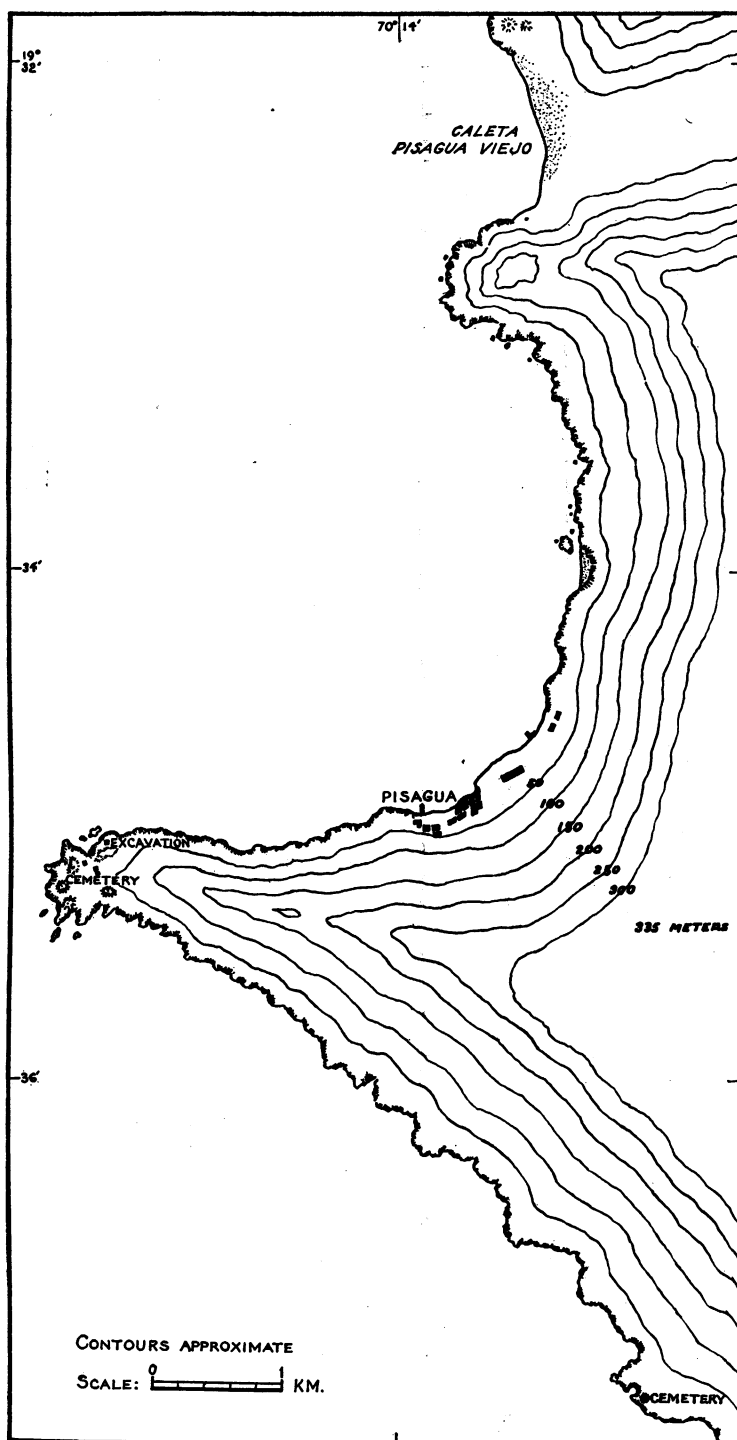 70° 14'
19°
32'
CALETA
PISAGUA VIEJO
34'
PISAGUA
50
100
150
200
250
300
EXCAVATION
CEMETERY
335 METERS
36'
CONTOURS APPROXIMATE
0 1
SCALE: KM.
CEMETERY